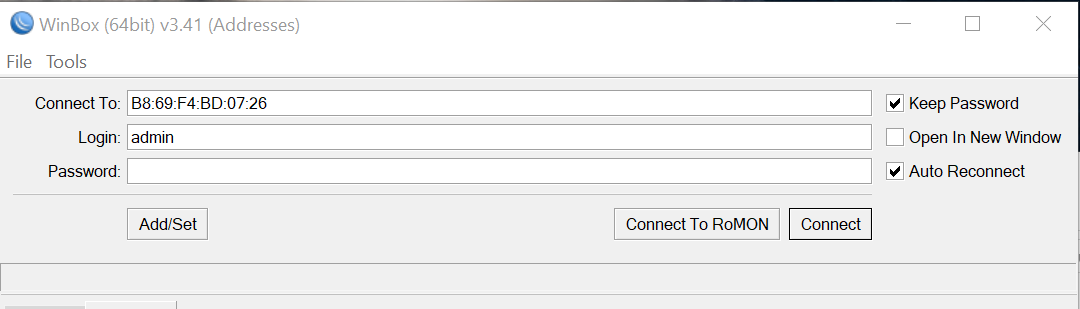 WinBox (64bit) v3.41 (Addresses)
File Tools
Connect To: B8:69:F4:BD:07:26 Keep Password
Login: admin Open In New Window
Password: Auto Reconnect
Add/Set Connect To RoMON Connect